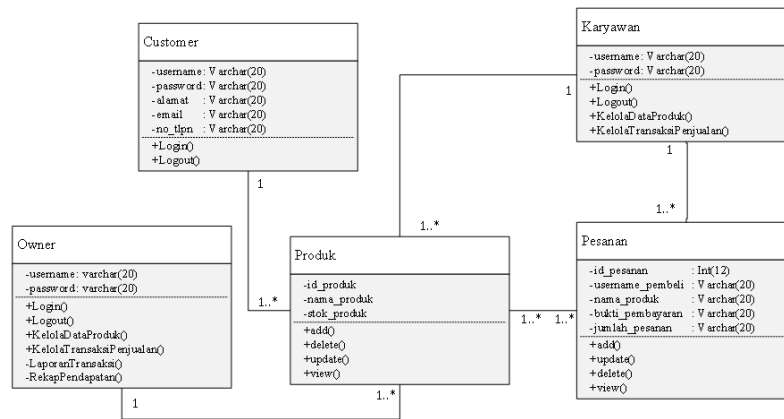 Customer
-username: Varchar(20)
-password: Varchar(20)
-alamat : Varchar(20)
-email : Varchar(20)
-no_tlpn : Varchar(20)
+Login()
+Logout()
1
Karyawan
-username: Varchar(20)
-password: Varchar(20)
+Login()
+Logout()
+KelolaDataProduk()
+KelolaTransaksiPenjualan()
1
1
1..*
1..*
Owner
-username: varchar(20)
-password: varchar(20)
+Login()
+Logout()
+KelolaDataProduk()
+KelolaTransaksiPenjualan()
-LaporanTransaksi()
-RekapPendapatan()
1
1..*
Produk
-id_produk
-nama_produk
-stok_produk
+add()
+delete()
+update()
+view()
1..*
1..*
1..*
Pesanan
-id_pesanan : Int(12)
-username_pembeli : Varchar(20)
-nama_produk : Varchar(20)
-bukti_pembayaran : Varchar(20)
-jumlah_pesanan : Varchar(20)
+add()
+update()
+delete()
+view()